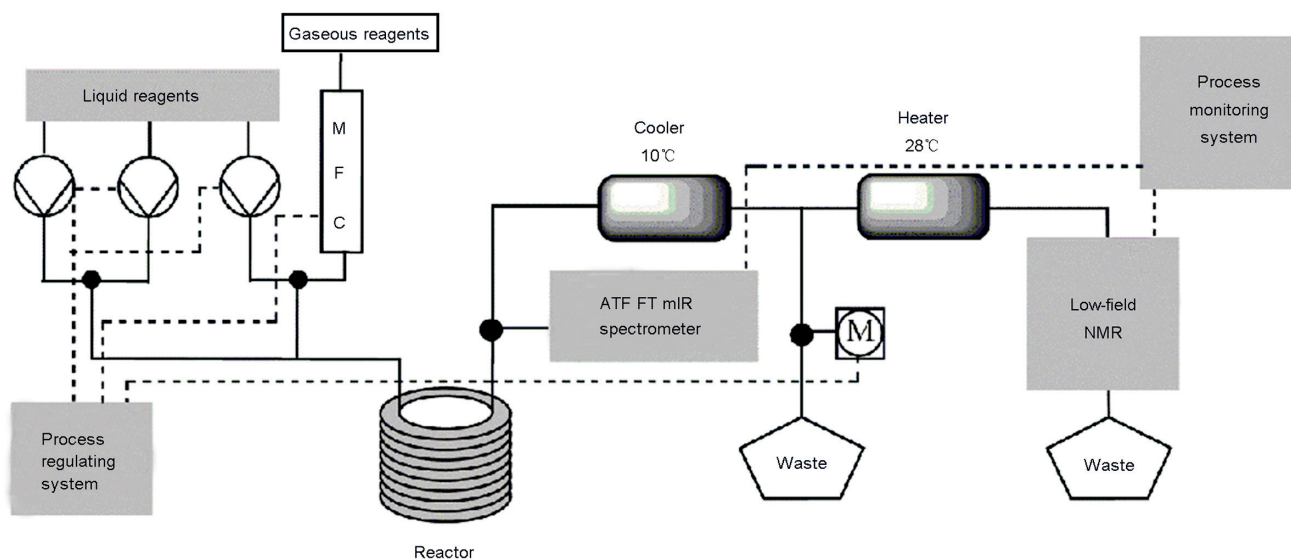 Gaseous reagents
Liquid reagents
M
F
C
Process
monitoring
system
Cooler
10℃
Heater
28℃
ATF FT mIR
spectrometer
Low-field
NMR
M
Process
regulating
system
Waste
Waste
Reactor